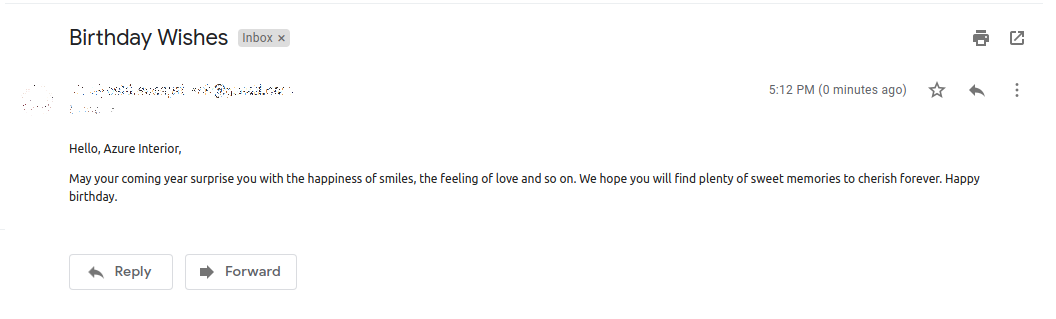 Birthday Wishes Inbox ×
5:12 PM (0 minutes ago)
Hello, Azure Interior,
May your coming year surprise you with the happiness of smiles, the feeling of love and so on. We hope you will find plenty of sweet memories to cherish forever. Happy
birthday.
Reply Forward